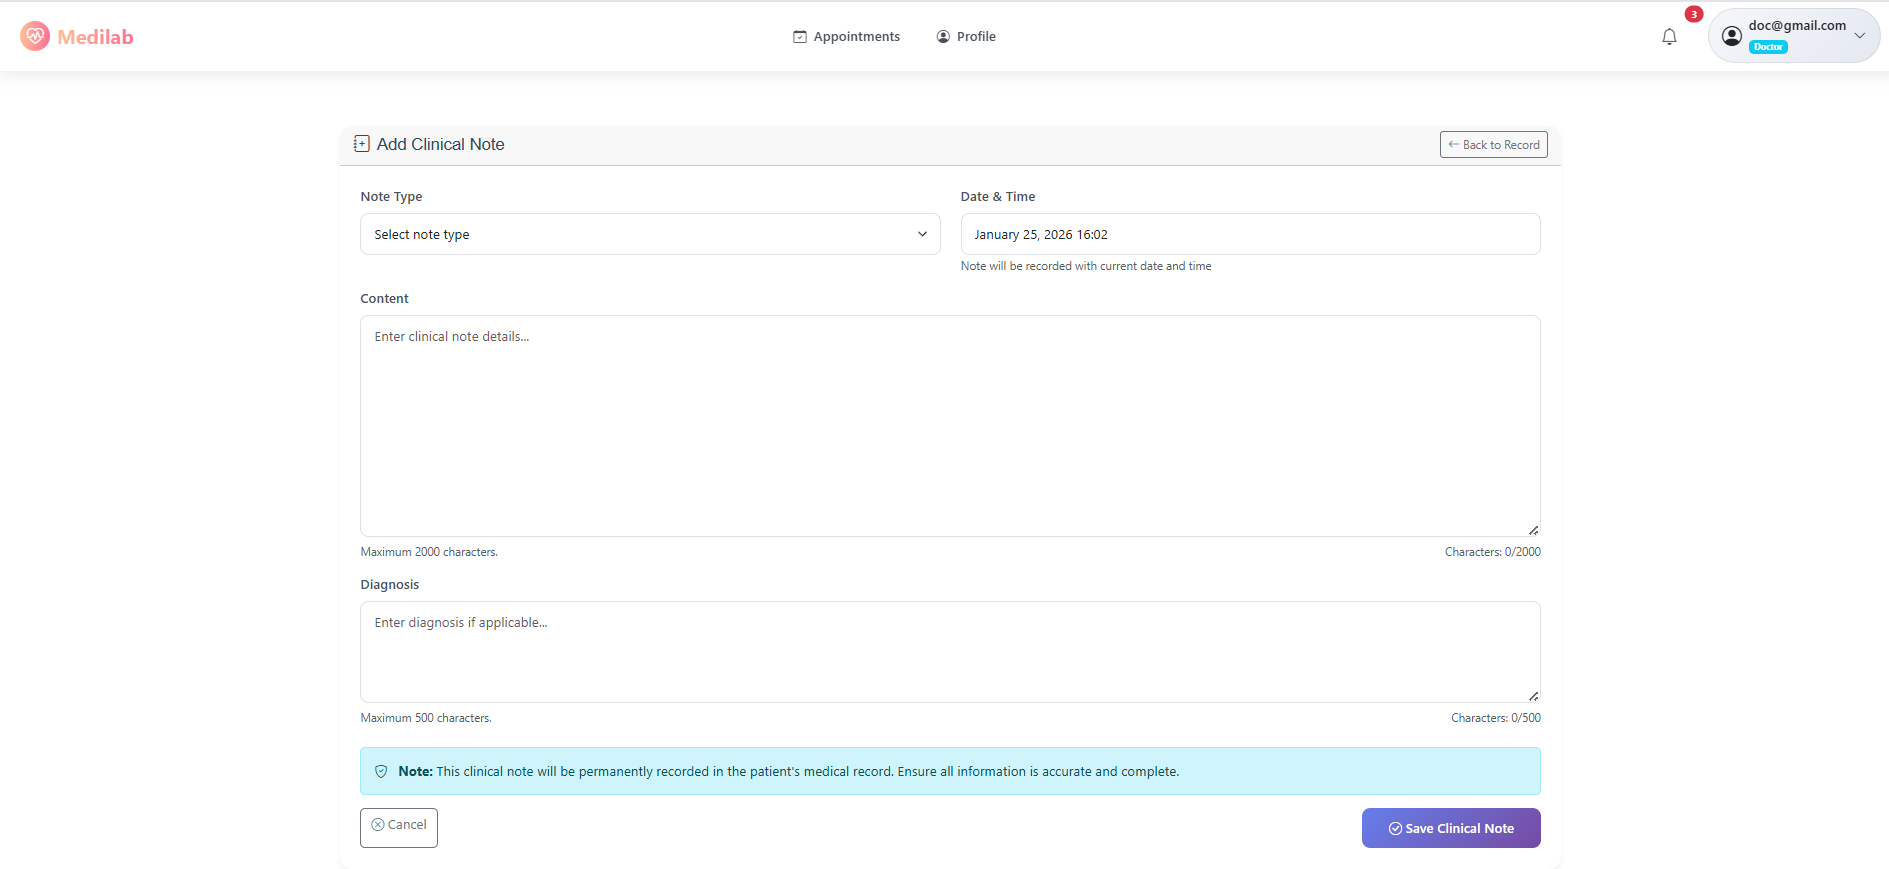 Medilab
Appointments
Profile
3
doc@gmail.com
Doctor
Add Clinical Note
Back to Record
Note Type
Date & Time
Select note type
January 25, 2026 16:02
Note will be recorded with current date and time
Content
Enter clinical note details...
Maximum 2000 characters.
Characters: 0/2000
Diagnosis
Enter diagnosis if applicable...
Maximum 500 characters.
Characters: 0/500
Note: This clinical note will be permanently recorded in the patient's medical record. Ensure all information is accurate and complete.
Cancel
Save Clinical Note